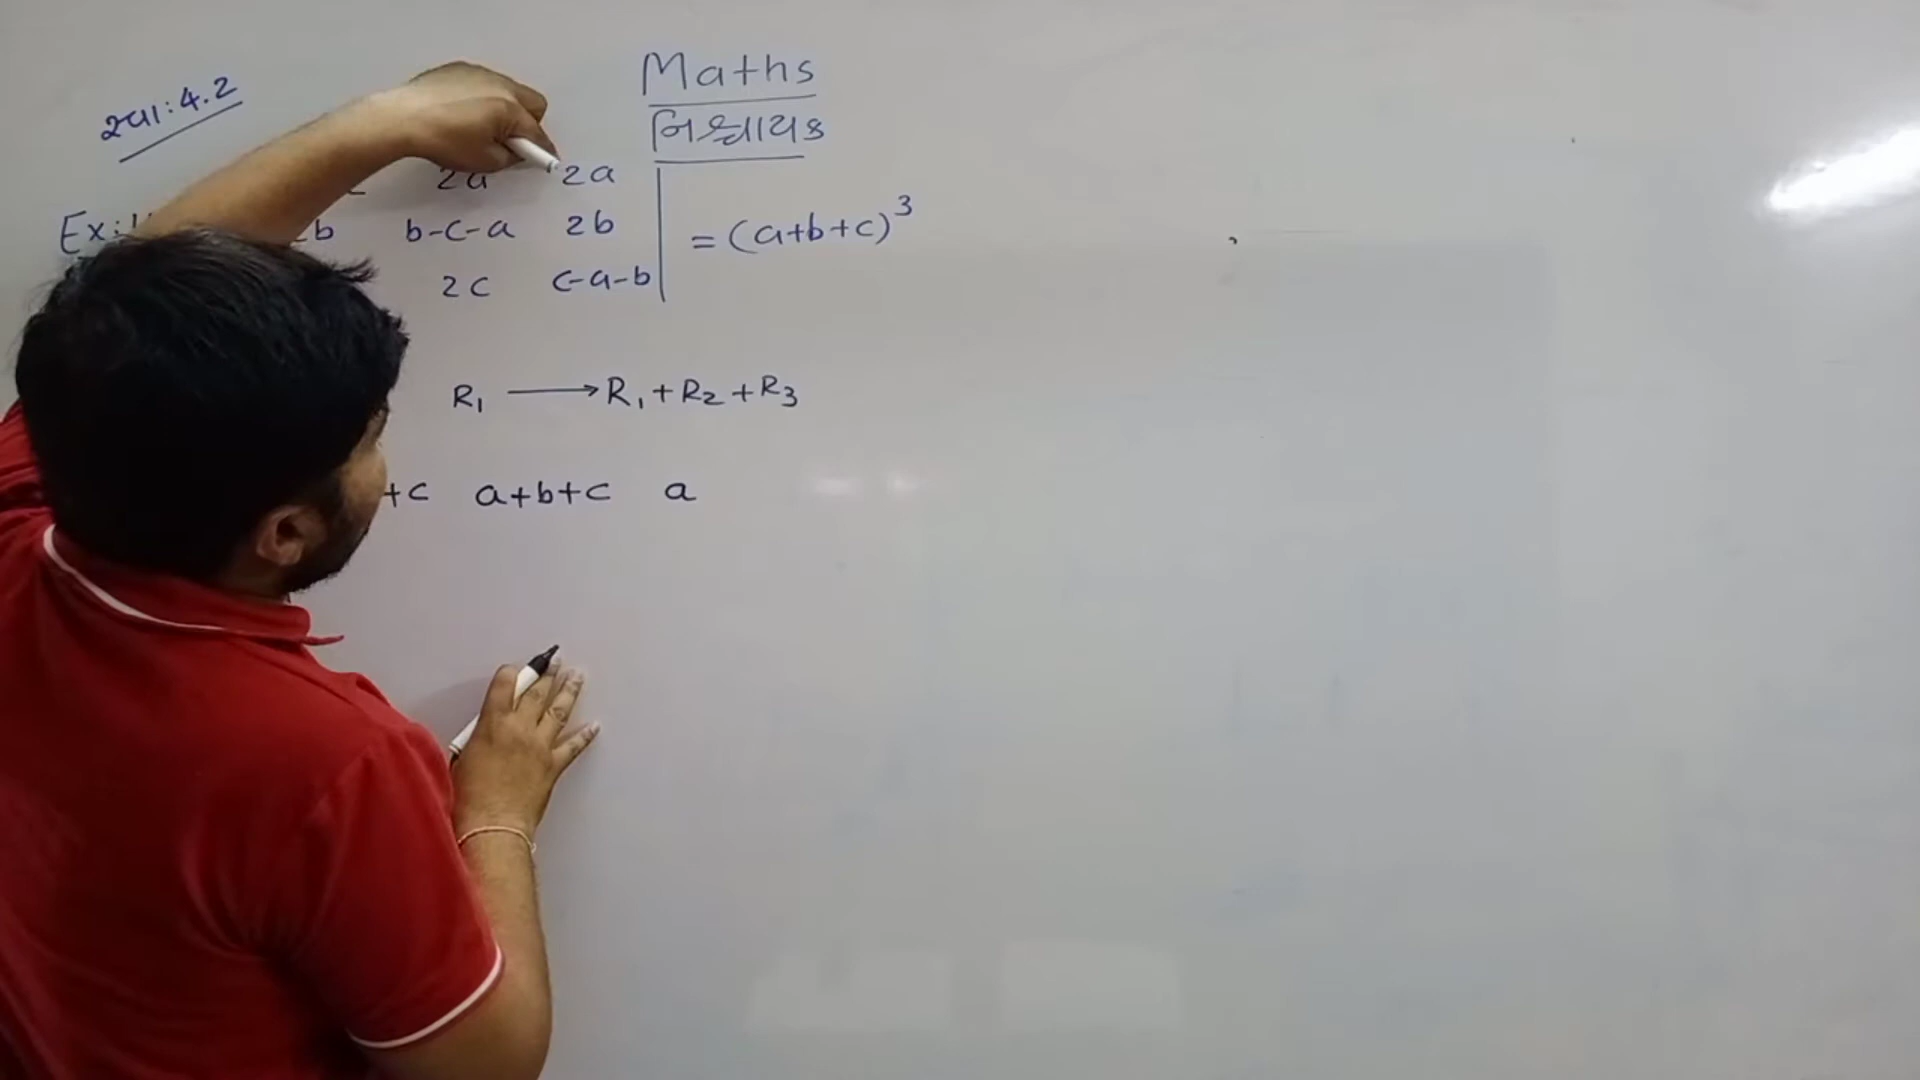 Maths
નિશ્ચાયક
સ્વા: 4.2
2a 2a
Ex: b b-c-a 2b = (a+b+c)³
2c c-a-b
R₁ ⟶ R₁ + R₂ + R₃
+c a+b+c a